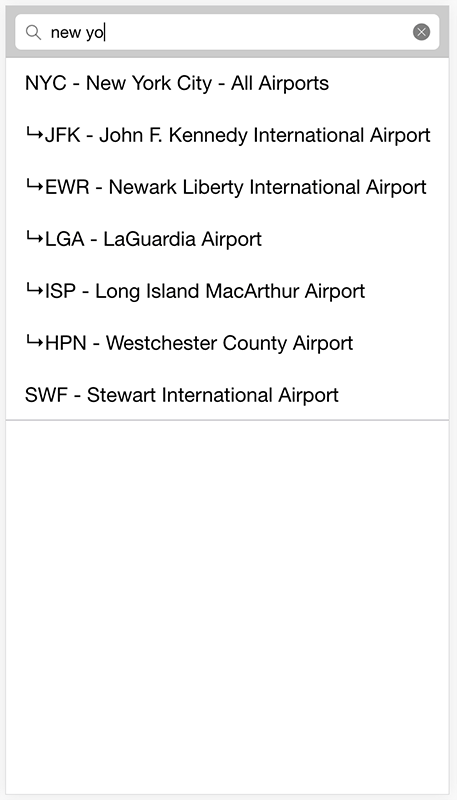 new yo
NYC - New York City - All Airports
↳JFK - John F. Kennedy International Airport
↳EWR - Newark Liberty International Airport
↳LGA - LaGuardia Airport
↳ISP - Long Island MacArthur Airport
↳HPN - Westchester County Airport
SWF - Stewart International Airport